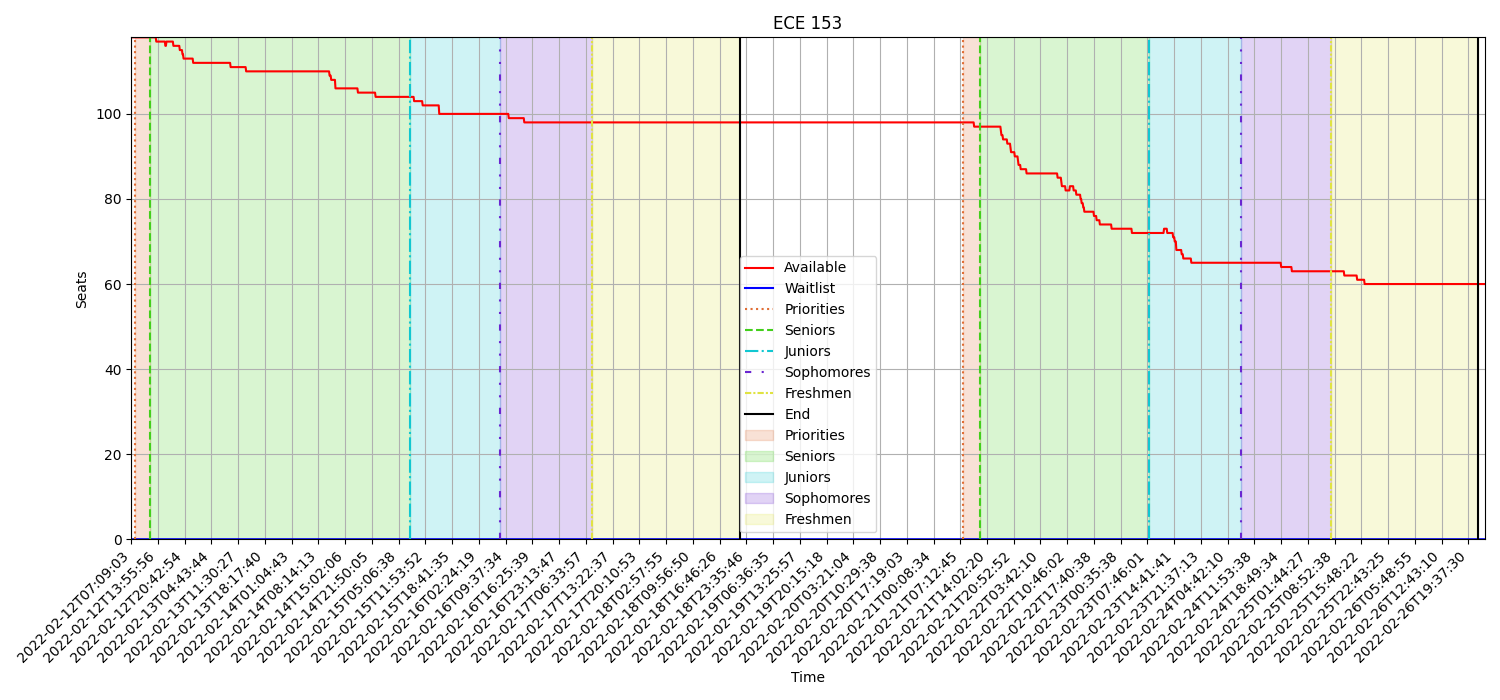 ECE 153
Seats
100
80
60
40
20
0
Available
Waitlist
Priorities
Seniors
Juniors
Sophomores
Freshmen
End
Priorities
Seniors
Juniors
Sophomores
Freshmen
2022-02-12T07:09:03
2022-02-12T13:55:56
2022-02-12T20:42:54
2022-02-13T04:43:44
2022-02-13T11:30:27
2022-02-13T18:17:40
2022-02-14T01:04:43
2022-02-14T08:14:13
2022-02-14T15:02:06
2022-02-14T21:50:05
2022-02-15T05:06:38
2022-02-15T11:53:52
2022-02-15T18:41:35
2022-02-16T02:24:19
2022-02-16T09:37:34
2022-02-16T16:25:39
2022-02-16T23:13:47
2022-02-17T06:33:57
2022-02-17T13:22:37
2022-02-17T20:10:53
2022-02-18T02:57:55
2022-02-18T09:56:50
2022-02-18T16:46:26
2022-02-18T23:35:46
2022-02-19T06:36:35
2022-02-19T13:25:57
2022-02-19T20:15:18
2022-02-20T03:21:04
2022-02-20T10:29:38
2022-02-20T17:19:03
2022-02-21T00:08:34
2022-02-21T07:12:45
2022-02-21T14:02:20
2022-02-21T20:52:52
2022-02-22T03:42:10
2022-02-22T10:46:02
2022-02-22T17:40:38
2022-02-23T00:35:38
2022-02-23T07:46:01
2022-02-23T14:41:41
2022-02-23T21:37:13
2022-02-24T04:42:10
2022-02-24T11:53:38
2022-02-24T18:49:34
2022-02-25T01:44:27
2022-02-25T08:52:38
2022-02-25T15:48:22
2022-02-25T22:43:25
2022-02-26T05:48:55
2022-02-26T12:43:10
2022-02-26T19:37:30
Time